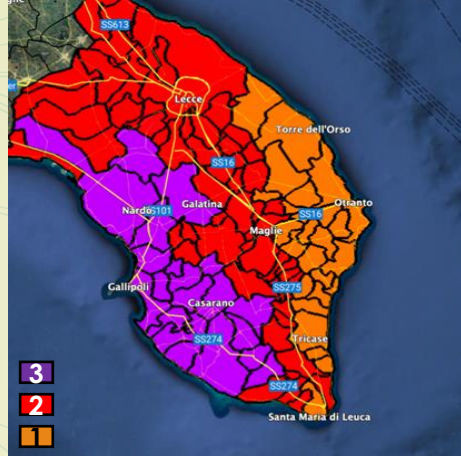 SS613
Lecce
Torre dell'Orso
SS16
Nardò
SS101
Galatina
SS16
Otranto
Maglie
Gallipoli
SS275
Casarano
SS274
Tricase
3
SS274
2
Santa Maria di Leuca
1